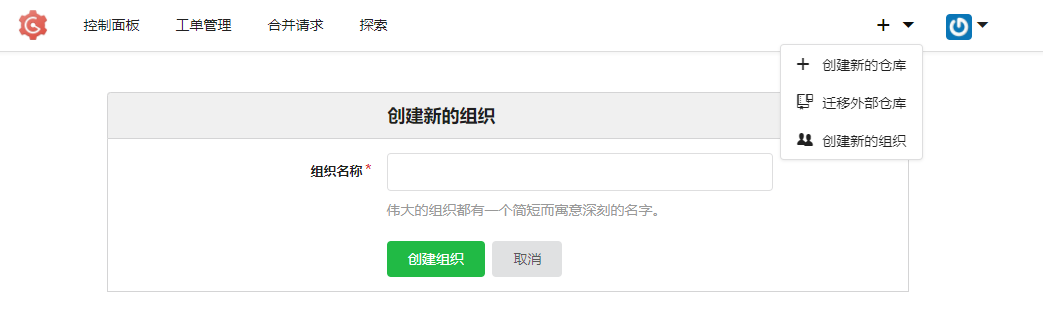 控制面板 工单管理 合并请求 探索
创建新的仓库
迁移外部仓库
创建新的组织
创建新的组织
组织名称 *
伟大的组织都有一个简短而寓意深刻的名字。
创建组织 取消